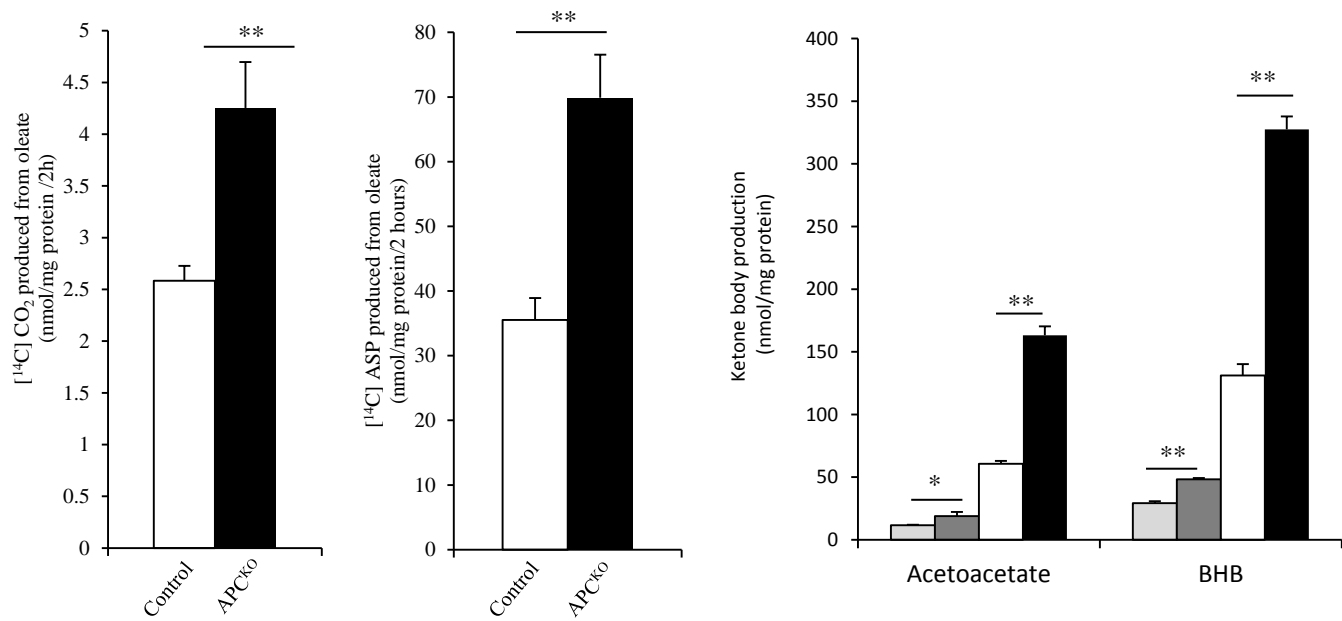 [¹⁴C] CO₂ produced from oleate
(nmol/mg protein /2h)
5
4.5
4
3.5
3
2.5
2
1.5
1
0.5
0
**
Control
APCᴷᴼ
[¹⁴C] ASP produced from oleate
(nmol/mg protein/2 hours)
80
70
60
50
40
30
20
10
0
**
Control
APCᴷᴼ
Ketone body production
(nmol/mg protein)
400
350
300
250
200
150
100
50
0
*
**
**
**
Acetoacetate
BHB